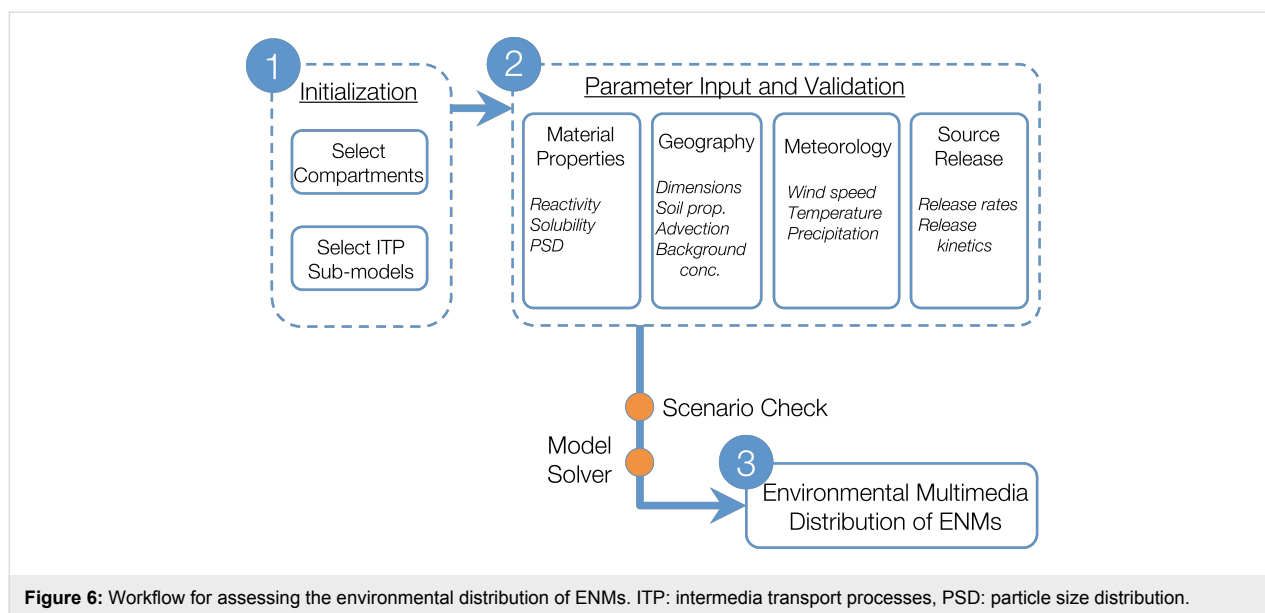 1
Initialization
Select
Compartments
Select ITP
Sub-models
2
Parameter Input and Validation
Material
Properties
Reactivity
Solubility
PSD
Geography
Dimensions
Soil prop.
Advection
Background
conc.
Meteorology
Wind speed
Temperature
Precipitation
Source
Release
Release rates
Release
kinetics
Scenario Check
Model
Solver
3
Environmental Multimedia
Distribution of ENMs
Figure 6: Workflow for assessing the environmental distribution of ENMs. ITP: intermedia transport processes, PSD: particle size distribution.